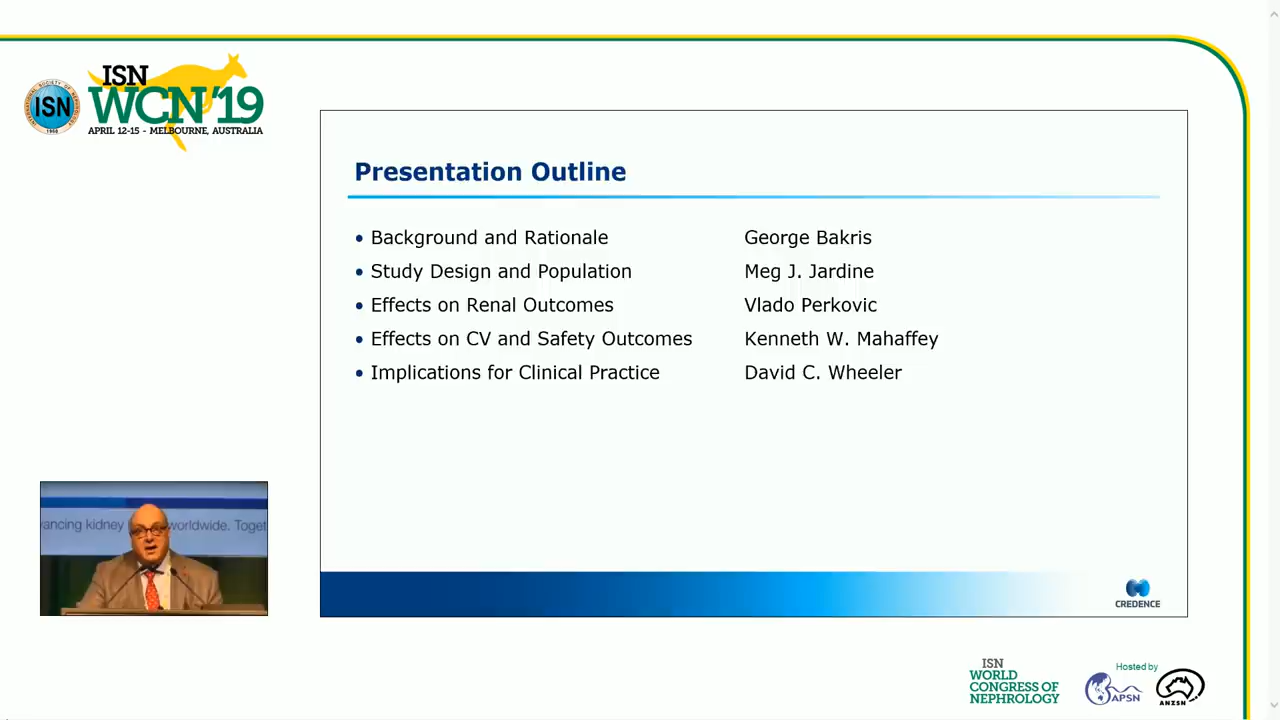 ISN
WCN'19
APRIL 12-15 - MELBOURNE, AUSTRALIA
ISN
Presentation Outline
• Background and Rationale George Bakris
• Study Design and Population Meg J. Jardine
• Effects on Renal Outcomes Vlado Perkovic
• Effects on CV and Safety Outcomes Kenneth W. Mahaffey
• Implications for Clinical Practice David C. Wheeler
ancing kidney worldwide. Toget
CREDENCE
ISN
WORLD
CONGRESS OF
NEPHROLOGY
Hosted by
APSN
ANZSN